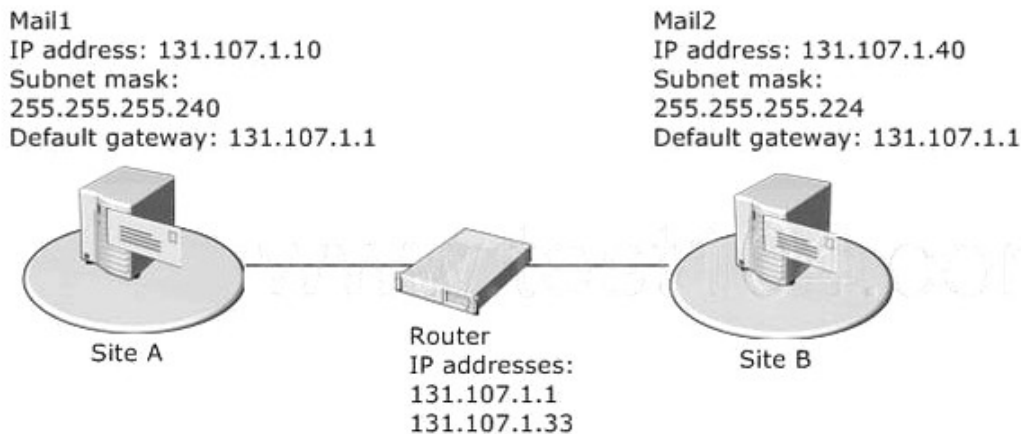 Mail1
IP address: 131.107.1.10
Subnet mask:
255.255.255.240
Default gateway: 131.107.1.1
Mail2
IP address: 131.107.1.40
Subnet mask:
255.255.255.224
Default gateway: 131.107.1.1
Site A
Router
IP addresses:
131.107.1.1
131.107.1.33
Site B